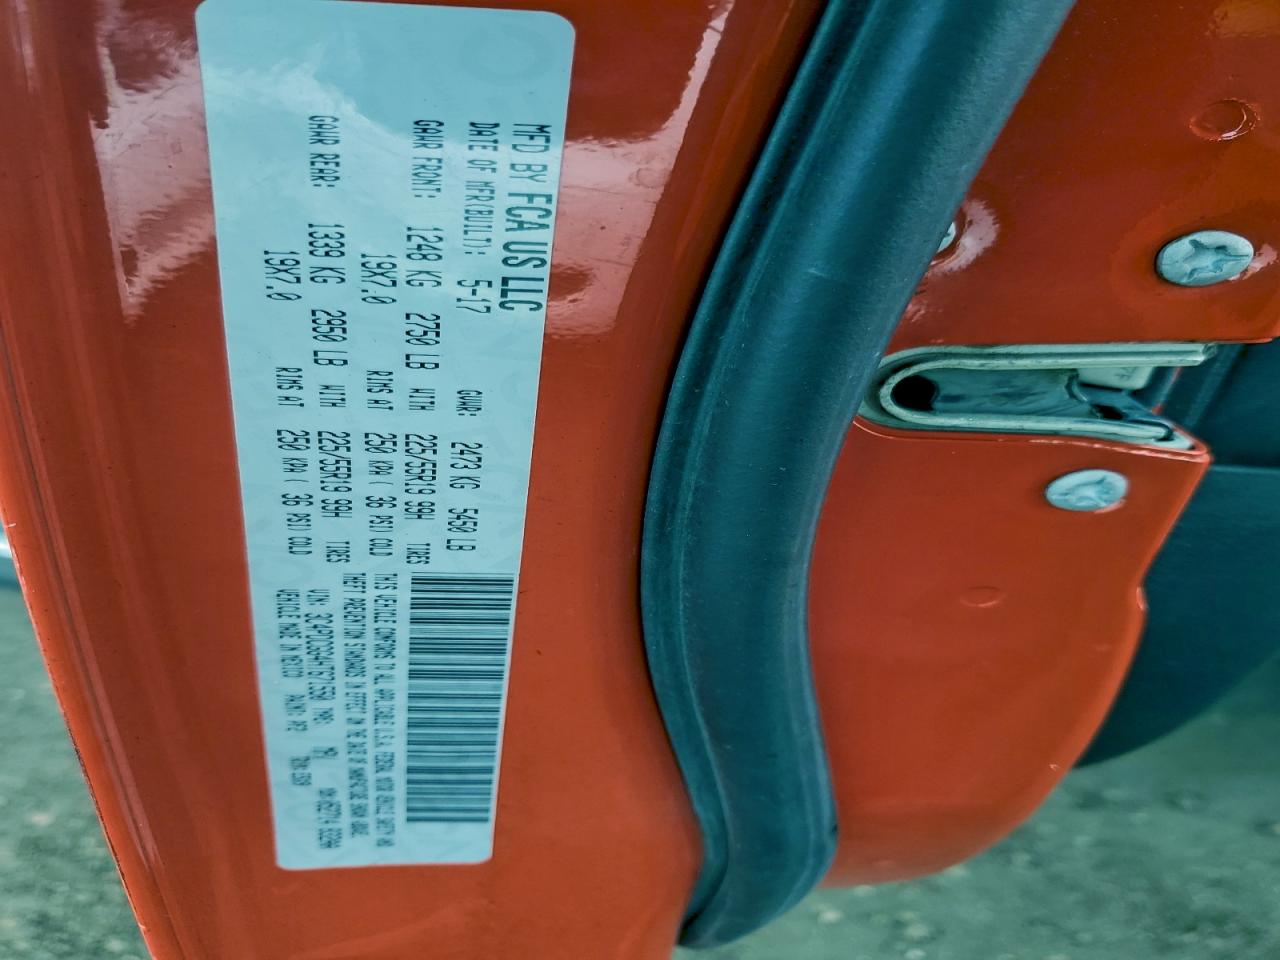 MFD BY FCA US LLC
DATE OF MFR(BUILT): 5-17 GVWR: 2473 KG 5450 LB
GAWR FRONT: 1248 KG 2750 LB WITH 225/55R19 99H TIRES
19X7.0 RIMS AT 250 KPA ( 36 PSI) COLD
GAWR REAR: 1339 KG 2950 LB WITH 225/55R19 99H TIRES
19X7.0 RIMS AT 250 KPA ( 36 PSI) COLD
THIS VEHICLE CONFORMS TO ALL APPLICABLE U.S.A. FEDERAL MOTOR VEHICLE SAFETY AND
THEFT PREVENTION STANDARDS IN EFFECT ON THE DATE OF MANUFACTURE SHOWN ABOVE.
VIN: TYPE:
VEHICLE MADE IN MEXICO PAINT: